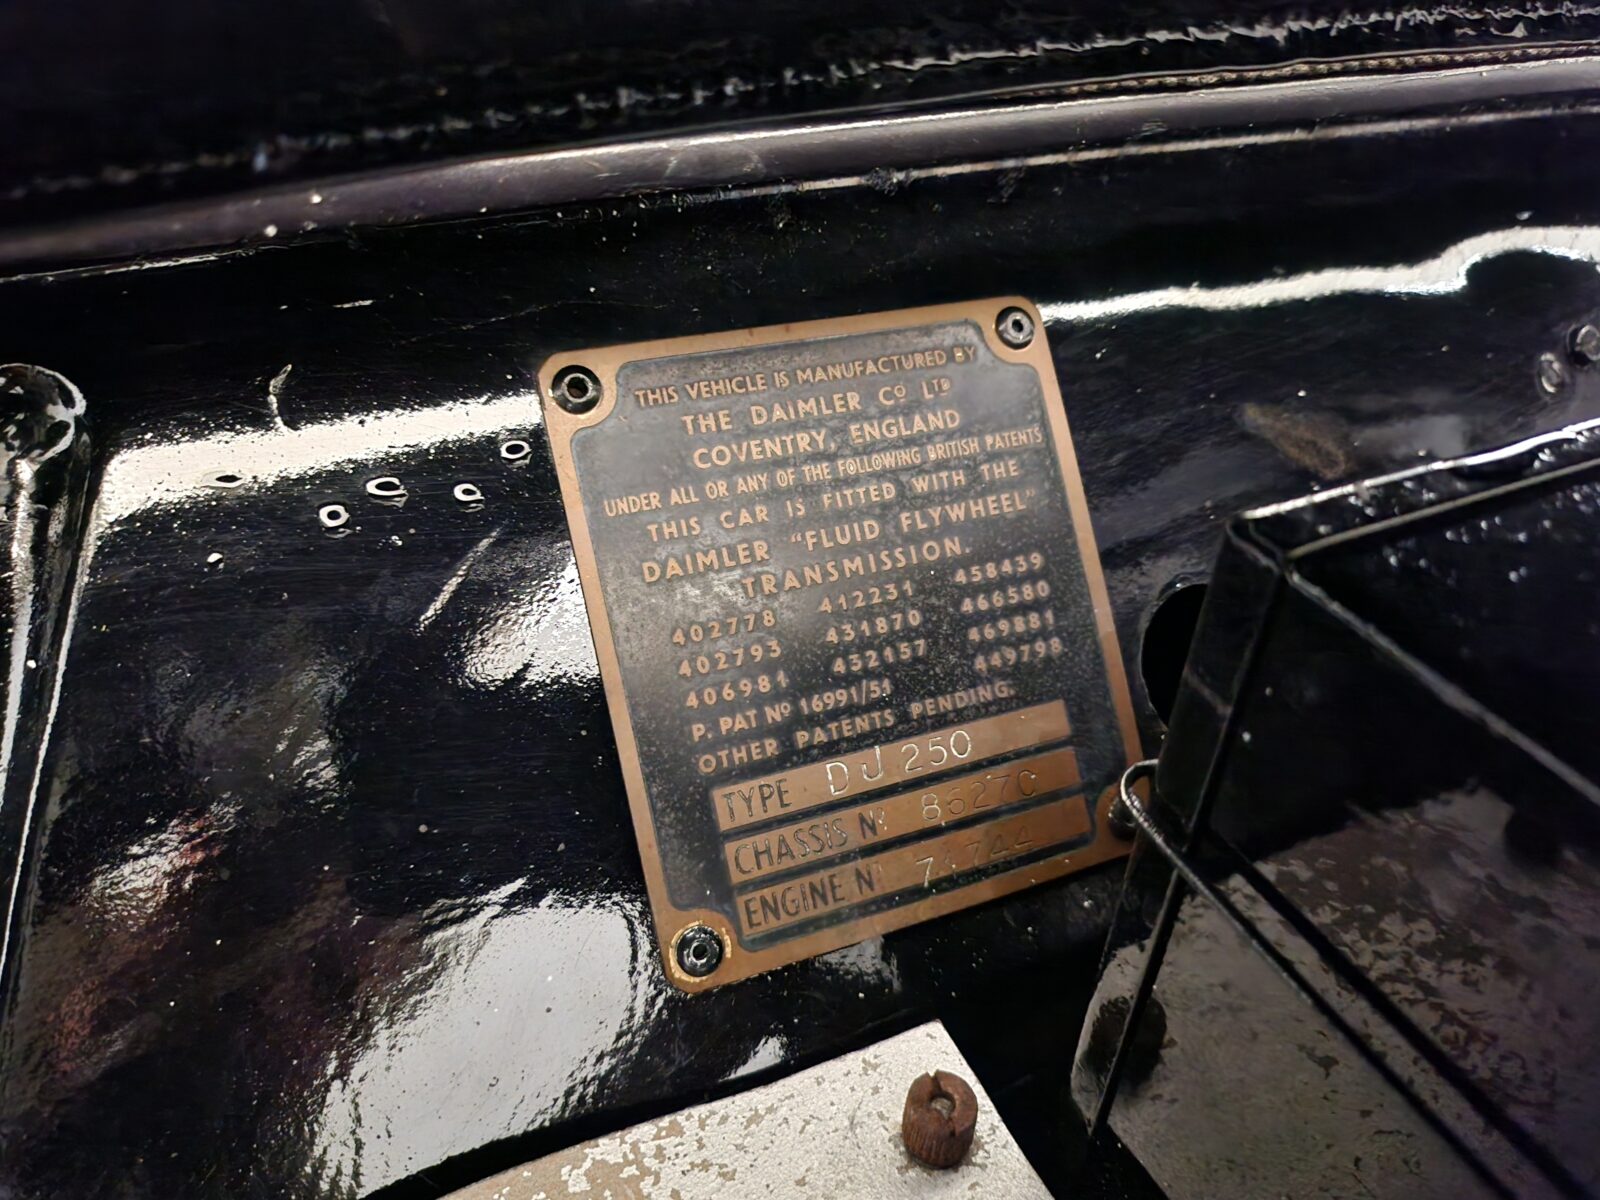 THIS VEHICLE IS MANUFACTURED BY
THE DAIMLER Cº LTD
COVENTRY, ENGLAND
UNDER ALL OR ANY OF THE FOLLOWING BRITISH PATENTS
THIS CAR IS FITTED WITH THE
DAIMLER "FLUID FLYWHEEL"
TRANSMISSION.
402778 412231 458439
402793 431870 466580
406981 432157 469881
P. PAT Nº 16991/51 449798
OTHER PATENTS PENDING.
TYPE DJ 250
CHASSIS Nº
ENGINE Nº